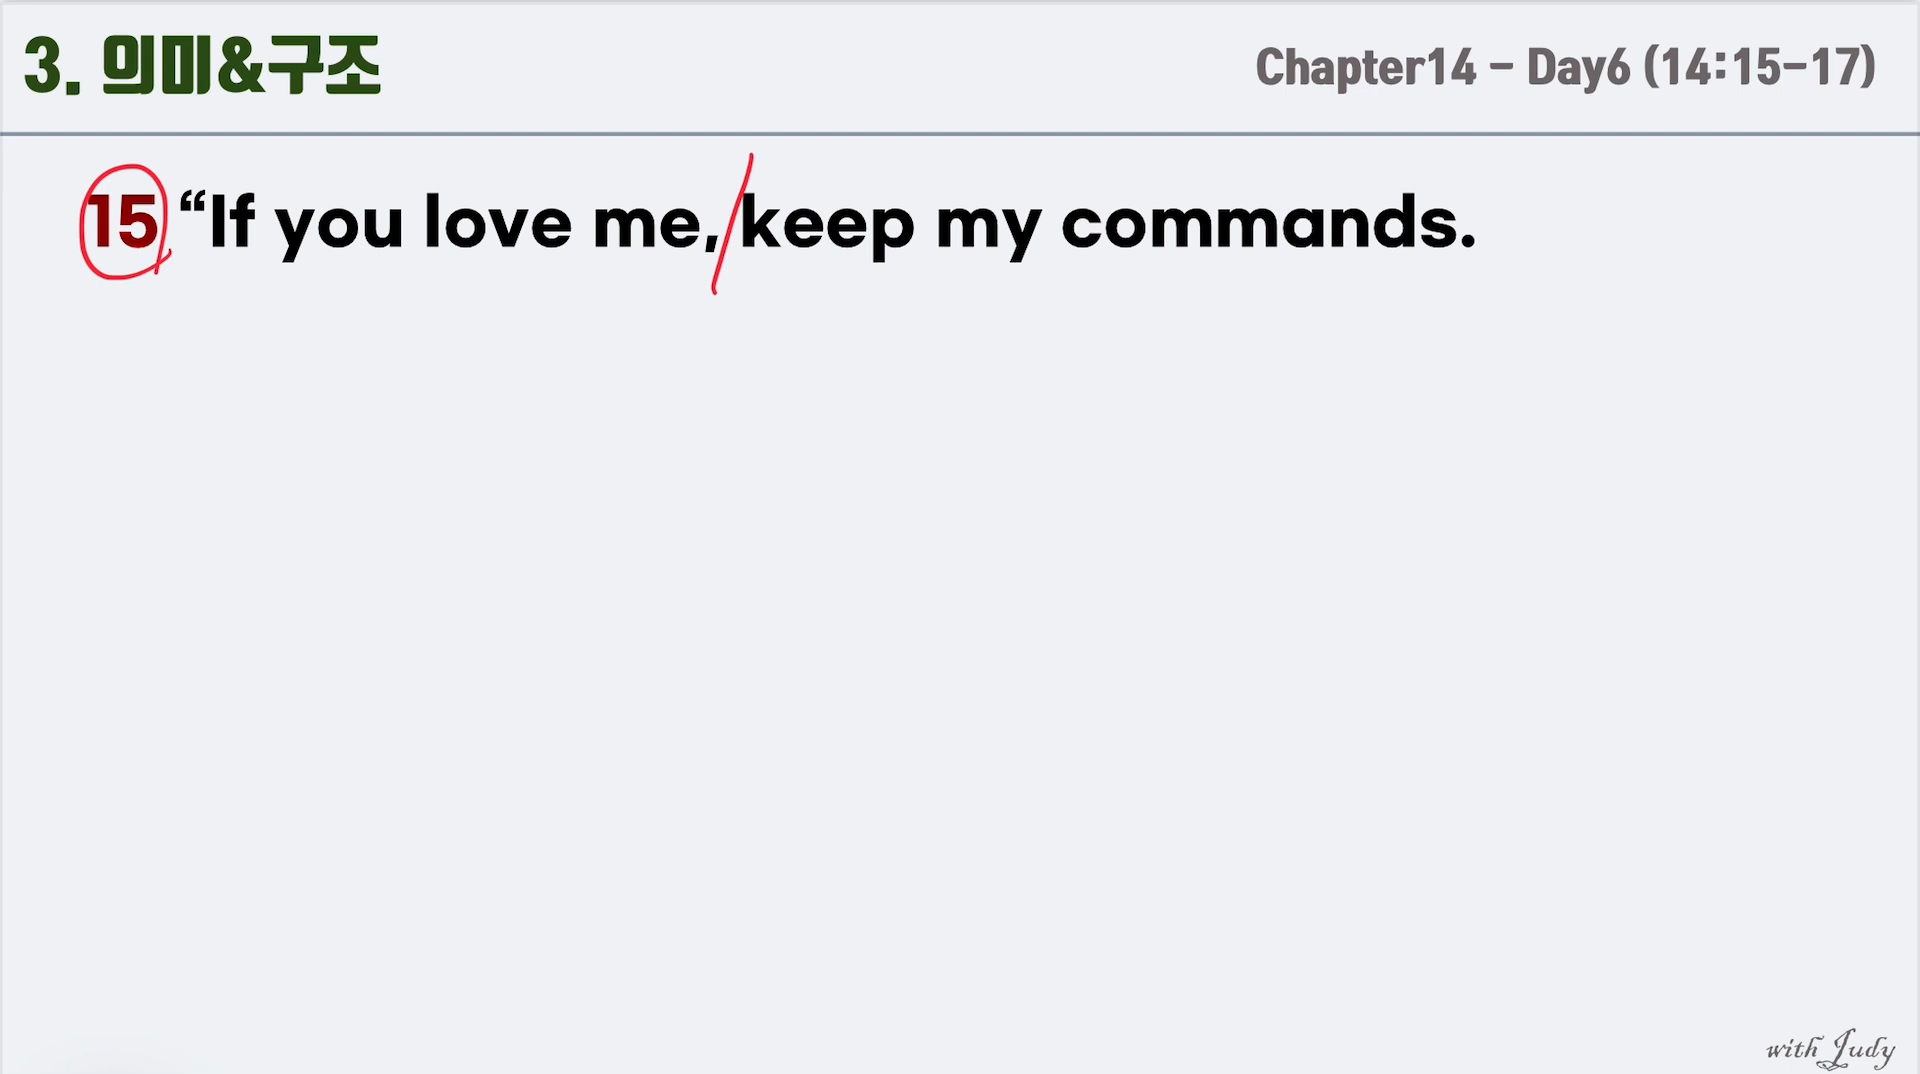 3. 의미&구조
Chapter14 - Day6 (14:15-17)
15 “If you love me, keep my commands.
with Judy